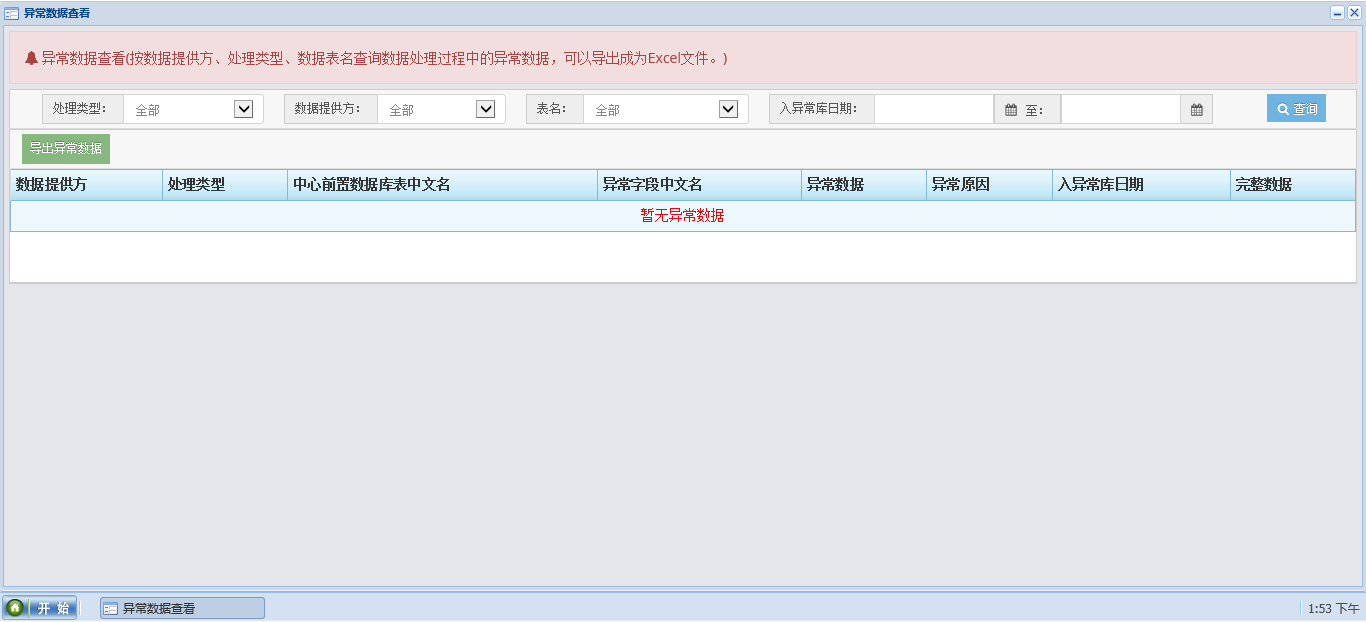 异常数据查看
异常数据查看(按数据提供方、处理类型、数据表名查询数据处理过程中的异常数据，可以导出成为Excel文件。)
处理类型： 全部 数据提供方： 全部 表名： 全部 入异常库日期： 至： 查询
导出异常数据
数据提供方 处理类型 中心前置数据库表中文名 异常字段中文名 异常数据 异常原因 入异常库日期 完整数据
暂无异常数据
开 始 异常数据查看 1:53 下午